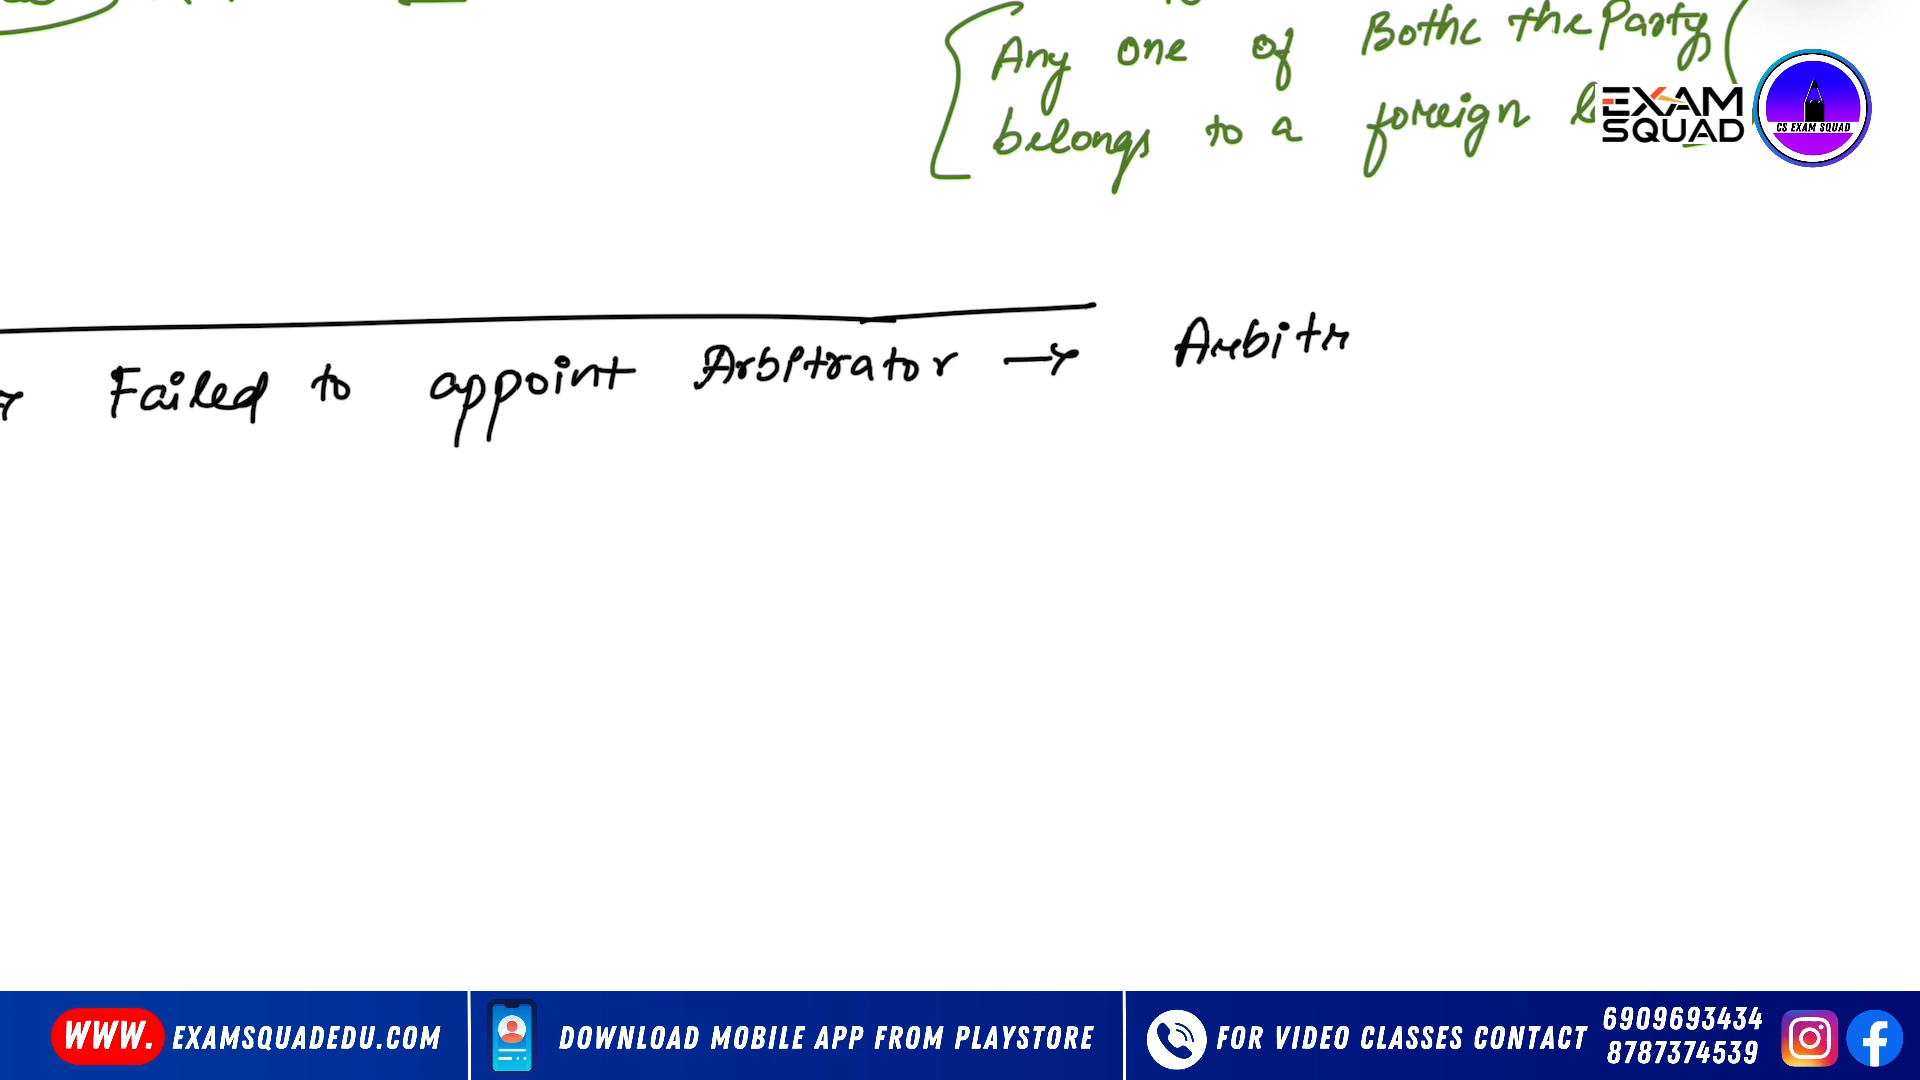 Any one of Bothc the Party
belongs to a foreign
EXAM
SQUAD
CS EXAM SQUAD
Failed to appoint Arbitrator → Arbitr
WWW. EXAMSQUADEDU.COM
DOWNLOAD MOBILE APP FROM PLAYSTORE
FOR VIDEO CLASSES CONTACT
6909693434
8787374539